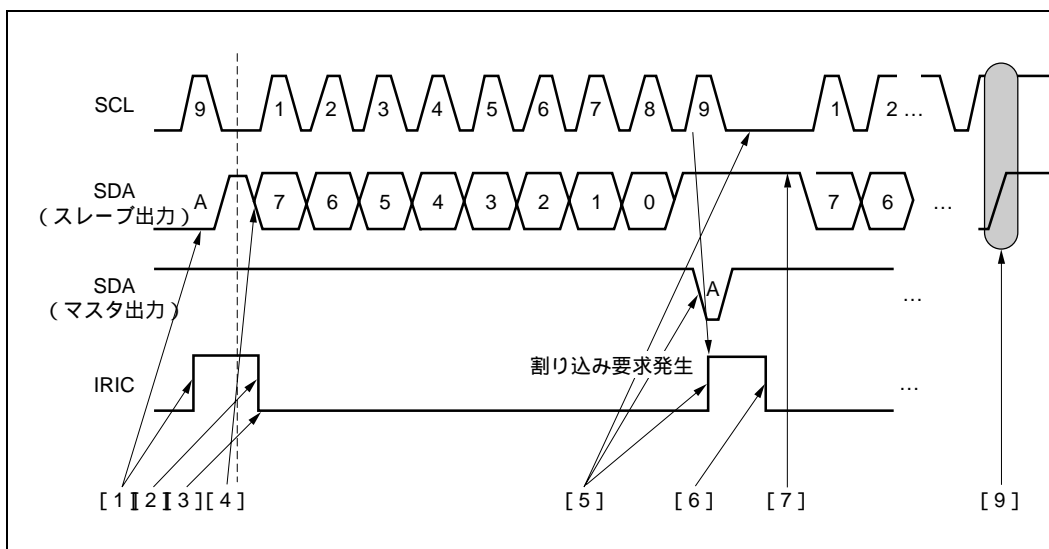 SCL
9 1 2 3 4 5 6 7 8 9 1 2 ...
SDA
（スレーブ出力）
A 7 6 5 4 3 2 1 0 7 6 ...
SDA
（マスタ出力）
A ...
割り込み要求発生
IRIC
...
[1][2][3][4] [5] [6] [7] [9]